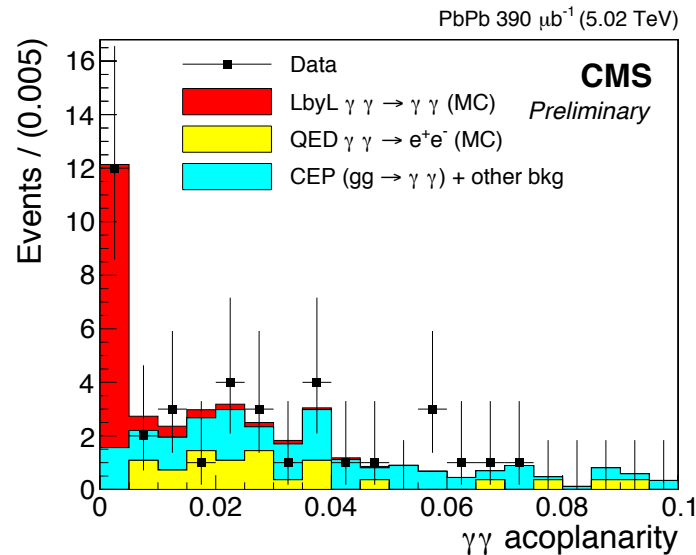 PbPb 390 μb⁻¹ (5.02 TeV)
Events / (0.005)
16
14
12
10
8
6
4
2
0
Data
LbyL γ γ → γ γ (MC)
QED γ γ → e⁺e⁻ (MC)
CEP (gg → γ γ) + other bkg
CMS
Preliminary
0 0.02 0.04 0.06 0.08 0.1
γγ acoplanarity